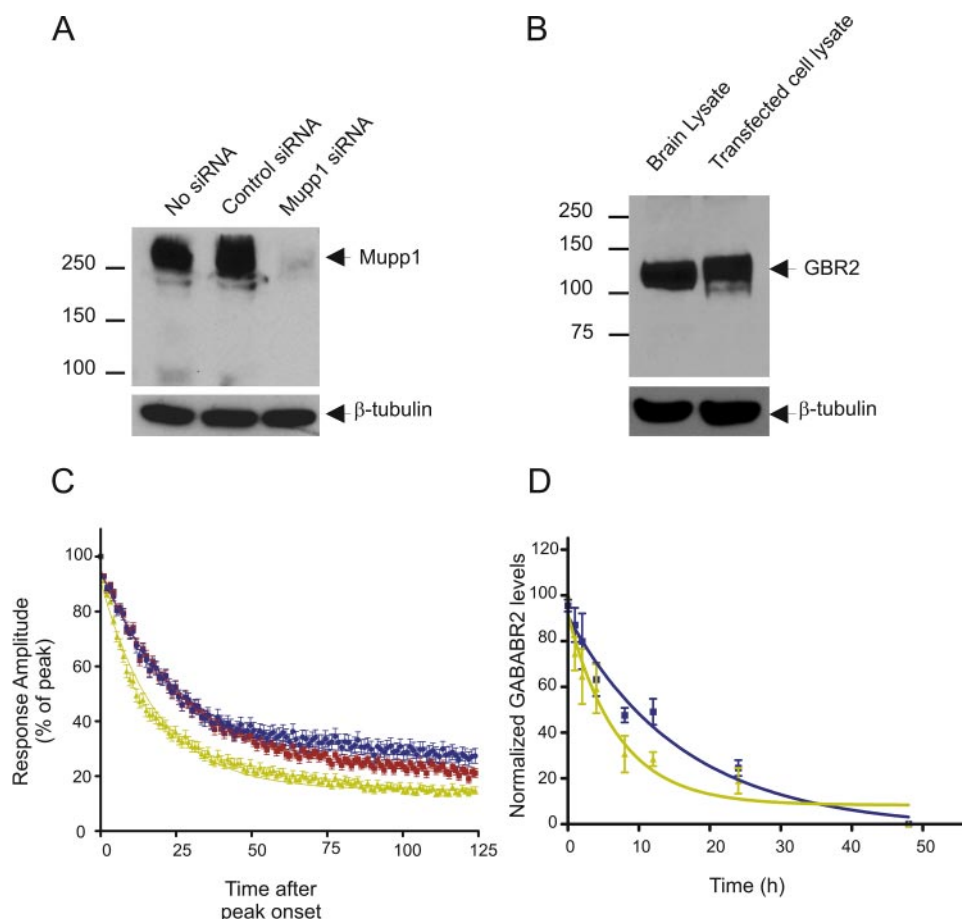 A
B
No siRNA
Control siRNA
Mupp1 siRNA
250
150
100
Mupp1
β-tubulin
Brain Lysate
Transfected cell lysate
250
150
100
75
GBR2
β-tubulin
C
D
Response Amplitude
(% of peak)
100
80
60
40
20
0
0
25
50
75
100
125
Time after
peak onset
Normalized GABABR2 levels
120
100
80
60
40
20
0
0
10
20
30
40
50
Time (h)